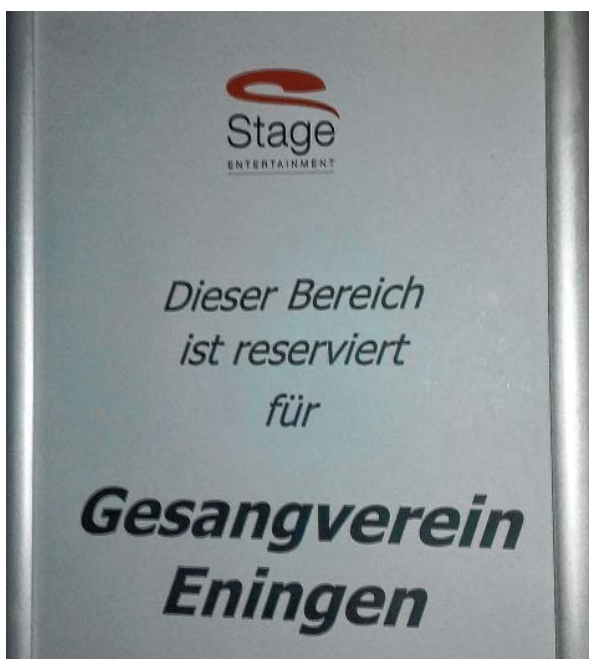 Stage
ENTERTAINMENT
Dieser Bereich
ist reserviert
für
Gesangverein
Eningen